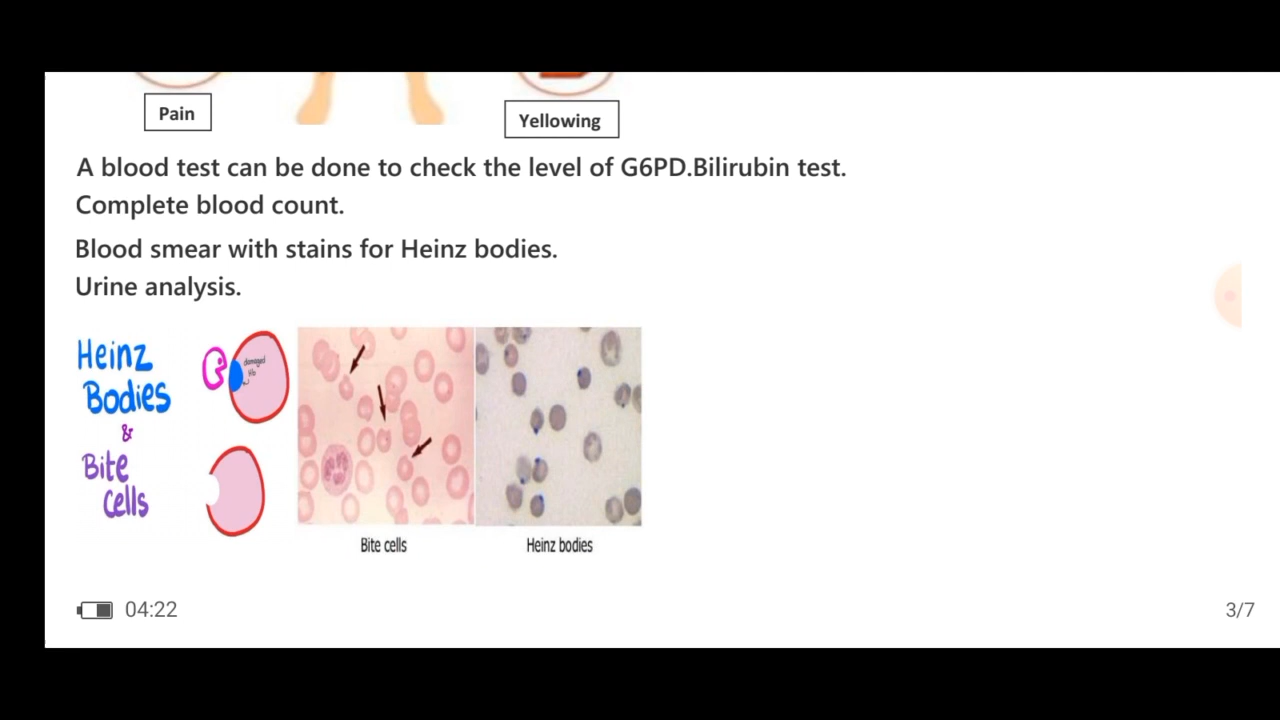 Pain
Yellowing
A blood test can be done to check the level of G6PD.Bilirubin test.
Complete blood count.
Blood smear with stains for Heinz bodies.
Urine analysis.
Heinz
Bodies
&
Bite
Cells
damaged
Hb
Bite cells
Heinz bodies
04:22
3/7